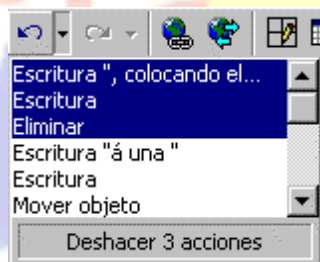 Escritura ", colocando el...
Escritura
Eliminar
Escritura "á una "
Escritura
Mover objeto
Deshacer 3 acciones